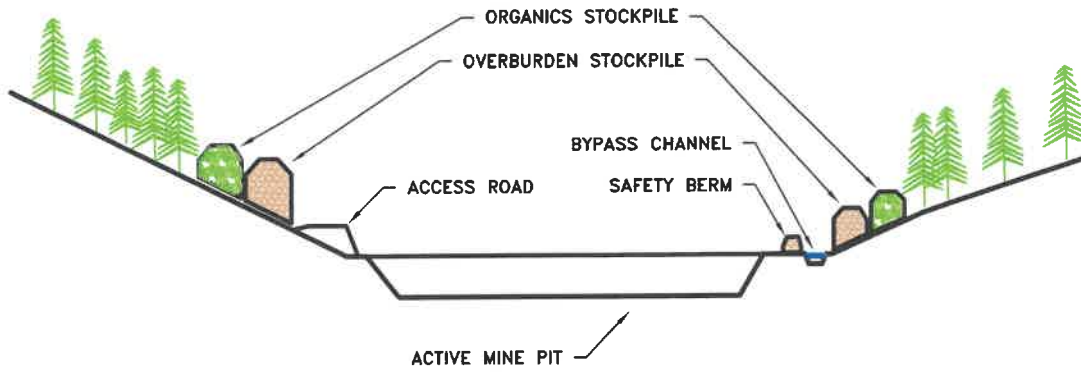 ORGANICS STOCKPILE
OVERBURDEN STOCKPILE
BYPASS CHANNEL
ACCESS ROAD
SAFETY BERM
ACTIVE MINE PIT